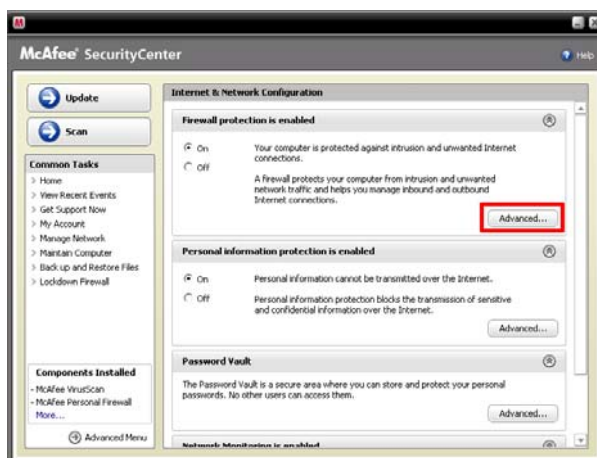 McAfee® SecurityCenter
Help
Update
Scan
Common Tasks
> Home
> View Recent Events
> Get Support Now
> My Account
> Manage Network
> Maintain Computer
> Back up and Restore Files
> Lockdown Firewall
Components Installed
- McAfee VirusScan
- McAfee Personal Firewall
More...
Advanced Menu
Internet & Network Configuration
Firewall protection is enabled
On
Your computer is protected against intrusion and unwanted Internet
connections.
Off
A firewall protects your computer from intrusion and unwanted
network traffic and helps you manage inbound and outbound
Internet connections.
Advanced...
Personal information protection is enabled
On
Personal information cannot be transmitted over the Internet.
Off
Personal information protection blocks the transmission of sensitive
and confidential information over the Internet.
Advanced...
Password Vault
The Password Vault is a secure area where you can store and protect your personal
passwords. No other users can access them.
Advanced...
Network Monitoring is enabled